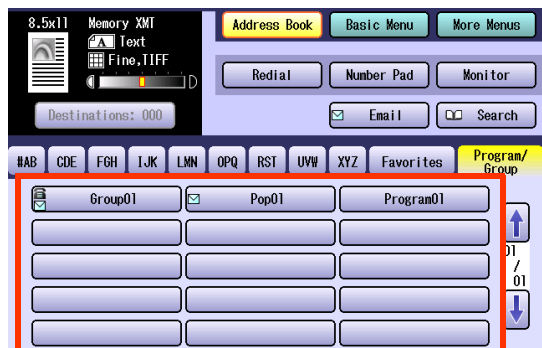 8.5x11 Memory XMT
A Text
Fine,TIFF
D
Destinations: 000
Address Book Basic Menu More Menus
Redial Number Pad Monitor
Email Search
#AB CDE FGH IJK LMN OPQ RST UVW XYZ Favorites Program/
Group
Group01 Pop01 Program01
01
/
01